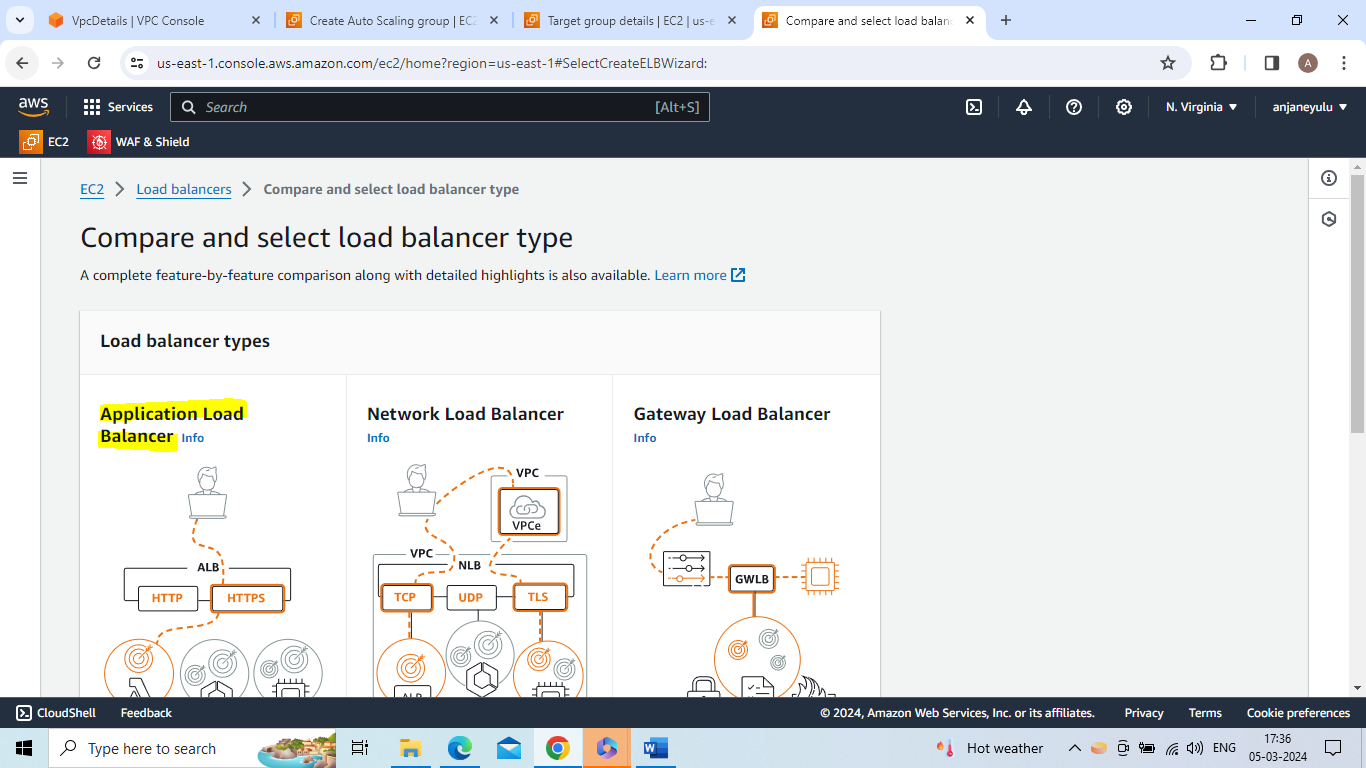 VpcDetails | VPC Console
Create Auto Scaling group | EC2
Target group details | EC2 | us-e
Compare and select load balanc
us-east-1.console.aws.amazon.com/ec2/home?region=us-east-1#SelectCreateELBWizard:
A
aws
Services
Search
[Alt+S]
N. Virginia
anjaneyulu
EC2
WAF & Shield
EC2
Load balancers
Compare and select load balancer type
Compare and select load balancer type
A complete feature-by-feature comparison along with detailed highlights is also available. Learn more
Load balancer types
Application Load
Balancer Info
ALB
HTTP
HTTPS
Network Load Balancer
Info
VPC
VPCe
VPC
NLB
TCP
UDP
TLS
ALB
Gateway Load Balancer
Info
GWLB
CloudShell
Feedback
© 2024, Amazon Web Services, Inc. or its affiliates.
Privacy
Terms
Cookie preferences
Type here to search
Hot weather
ENG
17:36
05-03-2024